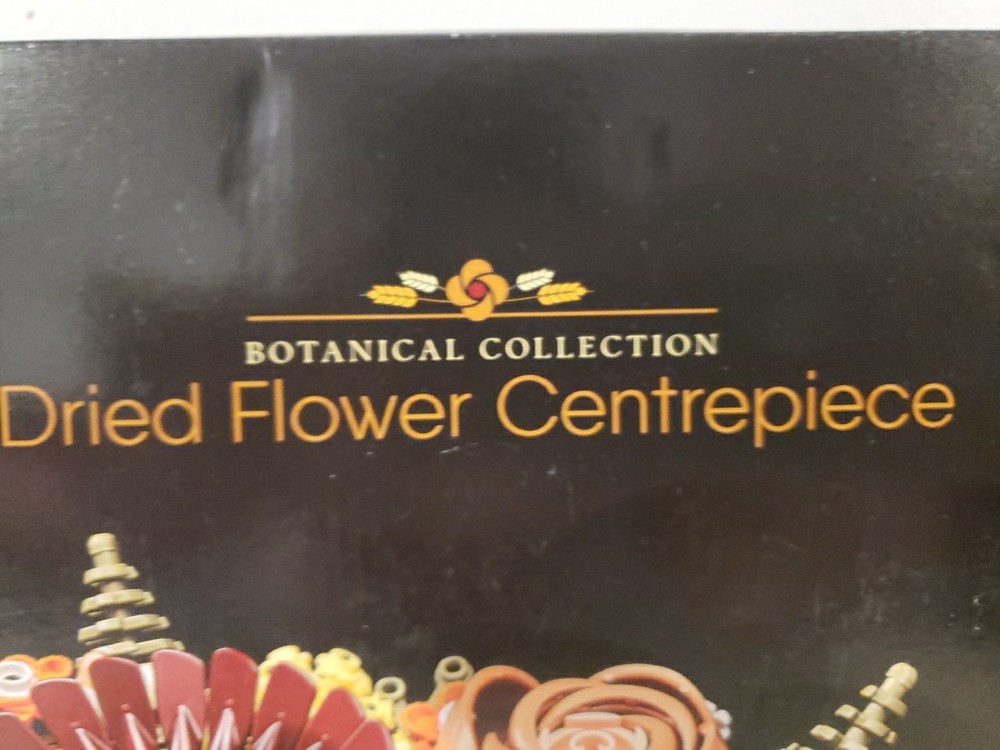 BOTANICAL COLLECTION
Dried Flower Centrepiece